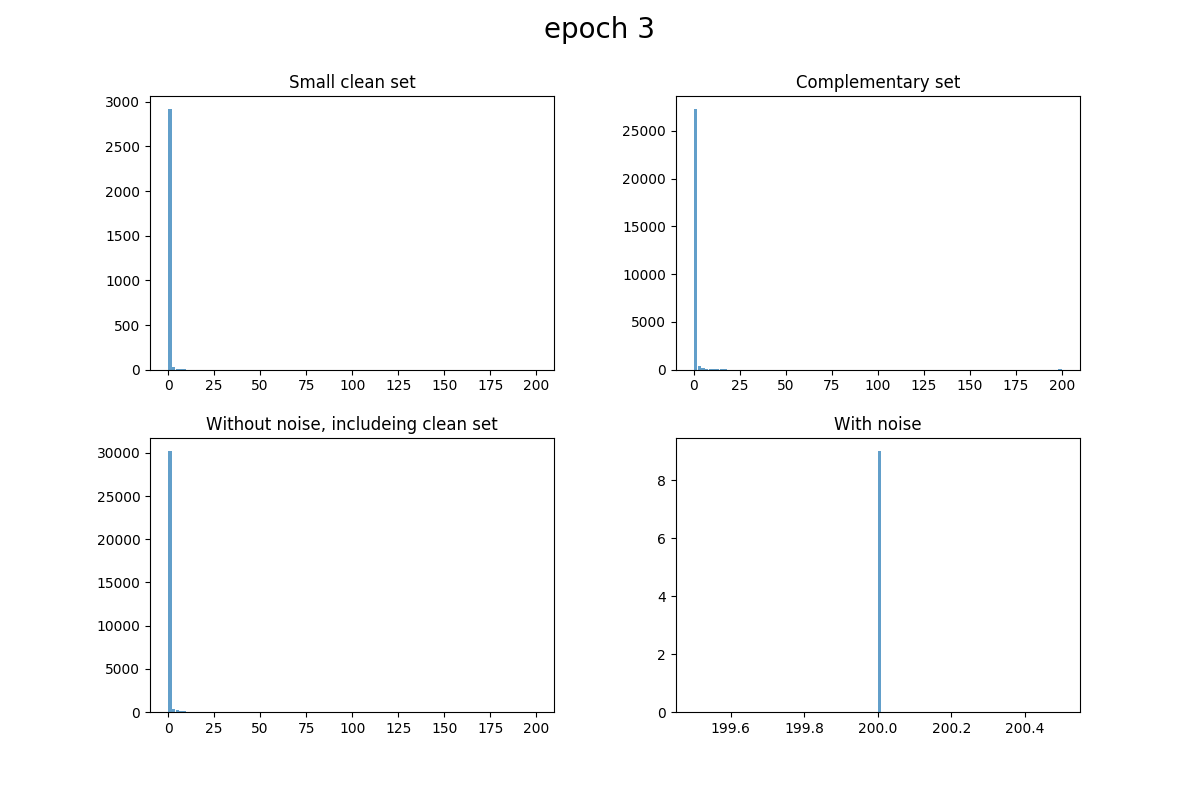 epoch 3
Small clean set
3000
2500
2000
1500
1000
500
0
0 25 50 75 100 125 150 175 200
Complementary set
25000
20000
15000
10000
5000
0
0 25 50 75 100 125 150 175 200
Without noise, includeing clean set
30000
25000
20000
15000
10000
5000
0
0 25 50 75 100 125 150 175 200
With noise
8
6
4
2
0
199.6 199.8 200.0 200.2 200.4